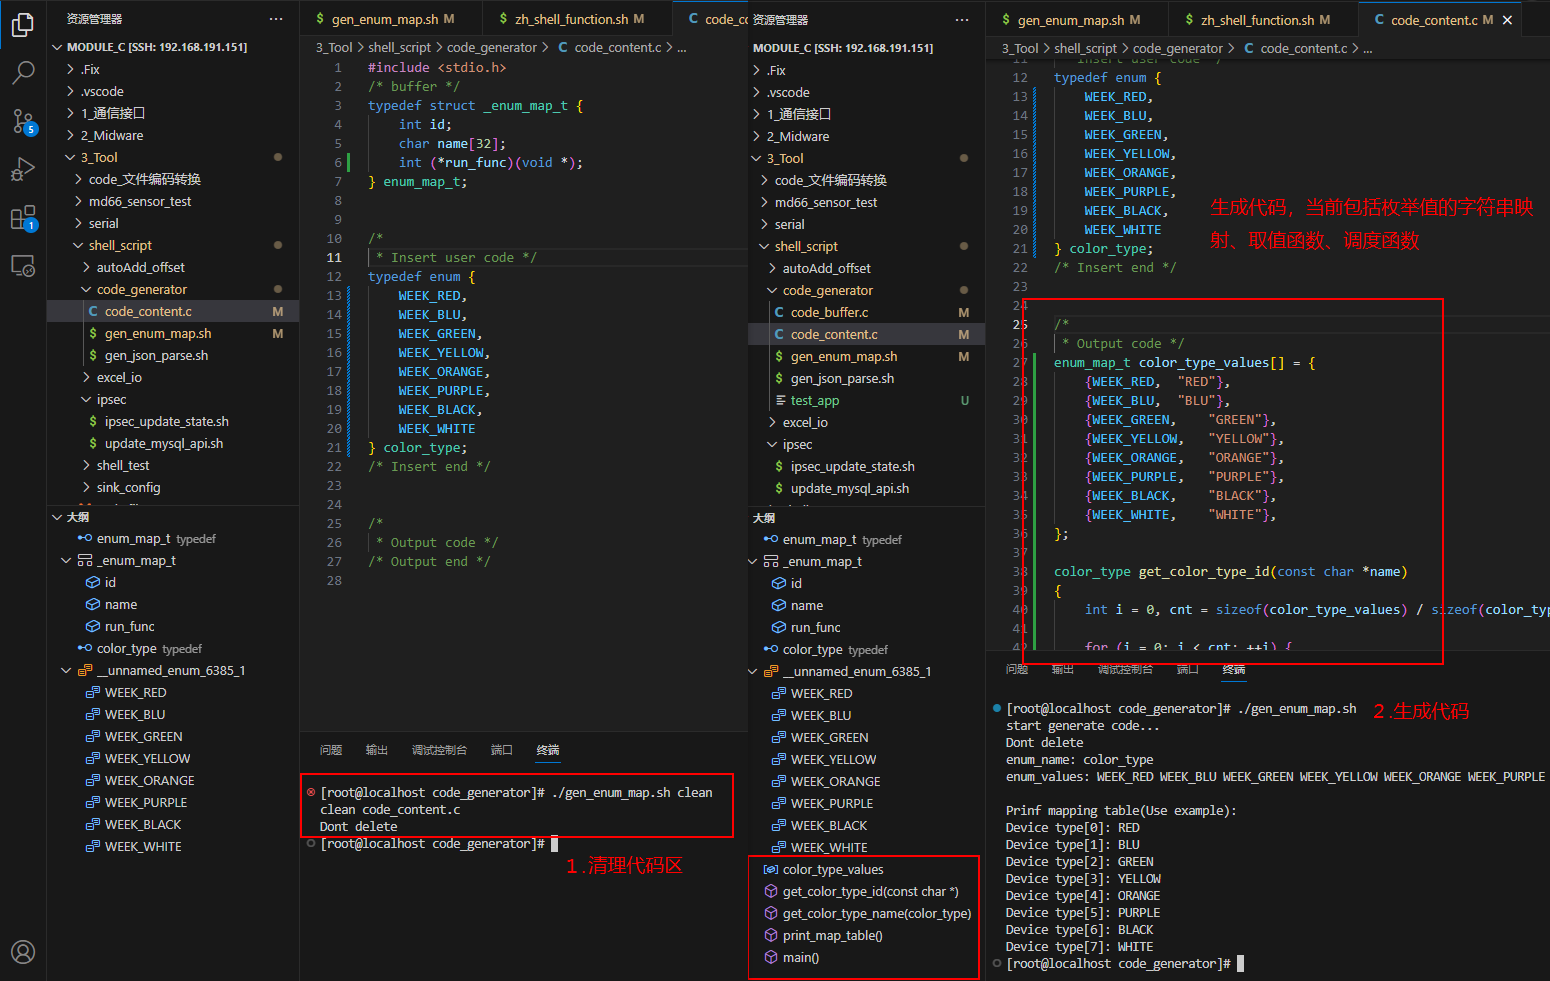 资源管理器 ···
MODULE_C [SSH: 192.168.191.151]
.Fix
.vscode
1_通信接口
2_Midware
3_Tool
code_文件编码转换
md66_sensor_test
serial
shell_script
autoAdd_offset
code_generator
C code_content.c M
$ gen_enum_map.sh M
$ gen_json_parse.sh
excel_io
ipsec
$ ipsec_update_state.sh
$ update_mysql_api.sh
shell_test
sink_config
大纲
enum_map_t typedef
_enum_map_t
id
name
run_func
color_type typedef
__unnamed_enum_6385_1
WEEK_RED
WEEK_BLU
WEEK_GREEN
WEEK_YELLOW
WEEK_ORANGE
WEEK_PURPLE
WEEK_BLACK
WEEK_WHITE
5
1
$ gen_enum_map.sh M $ zh_shell_function.sh M C code_co
3_Tool > shell_script > code_generator > C code_content.c > ...
1 #include <stdio.h>
2 /* buffer */
3 typedef struct _enum_map_t {
4 int id;
5 char name[32];
6 int (*run_func)(void *);
7 } enum_map_t;
8
9
10 /*
11 * Insert user code */
12 typedef enum {
13 WEEK_RED,
14 WEEK_BLU,
15 WEEK_GREEN,
16 WEEK_YELLOW,
17 WEEK_ORANGE,
18 WEEK_PURPLE,
19 WEEK_BLACK,
20 WEEK_WHITE
21 } color_type;
22 /* Insert end */
23
24
25 /*
26 * Output code */
27 /* Output end */
28
问题 输出 调试控制台 端口 终端
[root@localhost code_generator]# ./gen_enum_map.sh clean
clean code_content.c
Dont delete
[root@localhost code_generator]#
1.清理代码区
资源管理器 ···
MODULE_C [SSH: 192.168.191.151]
.Fix
.vscode
1_通信接口
2_Midware
3_Tool
code_文件编码转换
md66_sensor_test
serial
shell_script
autoAdd_offset
code_generator
C code_buffer.c M
C code_content.c M
$ gen_enum_map.sh M
$ gen_json_parse.sh
test_app U
excel_io
ipsec
$ ipsec_update_state.sh
$ update_mysql_api.sh
大纲
enum_map_t typedef
_enum_map_t
id
name
run_func
color_type typedef
__unnamed_enum_6385_1
WEEK_RED
WEEK_BLU
WEEK_GREEN
WEEK_YELLOW
WEEK_ORANGE
WEEK_PURPLE
WEEK_BLACK
WEEK_WHITE
color_type_values
get_color_type_id(const char *)
get_color_type_name(color_type)
print_map_table()
main()
$ gen_enum_map.sh M $ zh_shell_function.sh M C code_content.c M
3_Tool > shell_script > code_generator > C code_content.c > ...
11 * Insert user code */
12 typedef enum {
13 WEEK_RED,
14 WEEK_BLU,
15 WEEK_GREEN,
16 WEEK_YELLOW,
17 WEEK_ORANGE,
18 WEEK_PURPLE,
19 WEEK_BLACK,
20 WEEK_WHITE
21 } color_type;
22 /* Insert end */
23
24
25 /*
26 * Output code */
27 enum_map_t color_type_values[] = {
28 {WEEK_RED, "RED"},
29 {WEEK_BLU, "BLU"},
30 {WEEK_GREEN, "GREEN"},
31 {WEEK_YELLOW, "YELLOW"},
32 {WEEK_ORANGE, "ORANGE"},
33 {WEEK_PURPLE, "PURPLE"},
34 {WEEK_BLACK, "BLACK"},
35 {WEEK_WHITE, "WHITE"},
36 };
37
38 color_type get_color_type_id(const char *name)
39 {
40 int i = 0, cnt = sizeof(color_type_values) / sizeof(color_typ
41
42 for (i = 0; i < cnt; ++i) {
生成代码，当前包括枚举值的字符串映
射、取值函数、调度函数
问题 输出 调试控制台 端口 终端
[root@localhost code_generator]# ./gen_enum_map.sh
2.生成代码
start generate code...
Dont delete
enum_name: color_type
enum_values: WEEK_RED WEEK_BLU WEEK_GREEN WEEK_YELLOW WEEK_ORANGE WEEK_PURPLE
Prinf mapping table(Use example):
Device type[0]: RED
Device type[1]: BLU
Device type[2]: GREEN
Device type[3]: YELLOW
Device type[4]: ORANGE
Device type[5]: PURPLE
Device type[6]: BLACK
Device type[7]: WHITE
[root@localhost code_generator]#